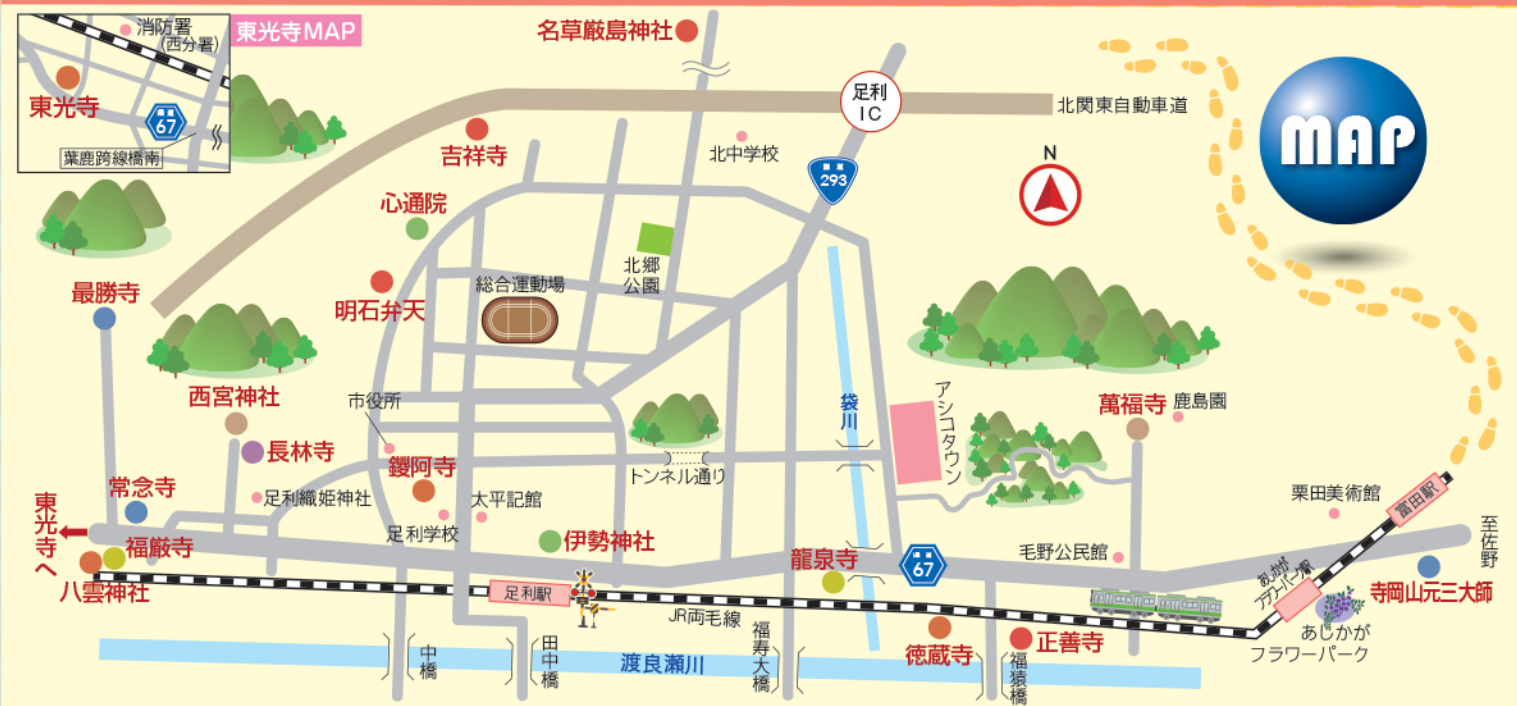 消防署
(西分署)
東光寺MAP
東光寺
県道
67
葉鹿跨線橋南
名草厳島神社
足利
IC
北関東自動車道
MAP
吉祥寺
北中学校
国道
293
N
心通院
北郷
公園
総合運動場
明石弁天
最勝寺
西宮神社
市役所
長林寺
鑁阿寺
トンネル通り
袋川
アシコタウン
萬福寺
鹿島園
常念寺
足利織姫神社
足利学校
太平記館
栗田美術館
富田駅
東光寺へ
福厳寺
八雲神社
伊勢神社
龍泉寺
県道
67
毛野公民館
至佐野
あしかが
フラワーパーク駅
寺岡山元三大師
足利駅
JR両毛線
徳蔵寺
正善寺
あしかが
フラワーパーク
中橋
田中橋
渡良瀬川
福寿大橋
福猿橋